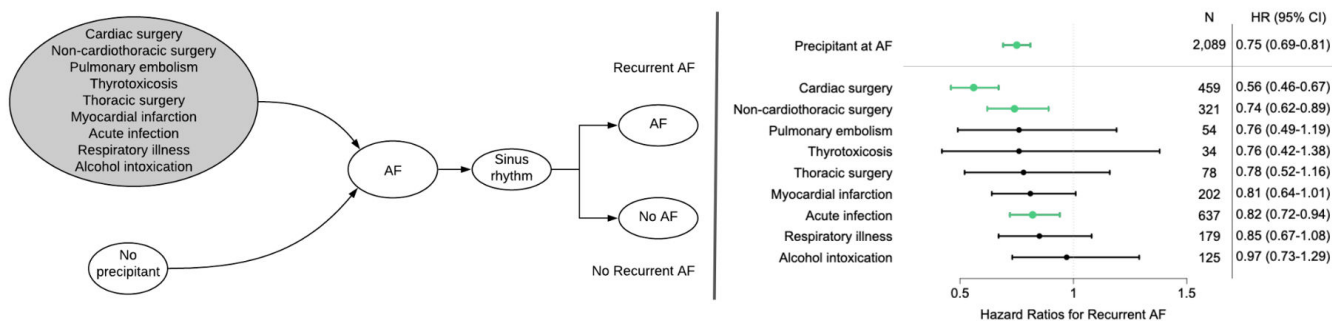 Cardiac surgery
Non-cardiothoracic surgery
Pulmonary embolism
Thyrotoxicosis
Thoracic surgery
Myocardial infarction
Acute infection
Respiratory illness
Alcohol intoxication
No
precipitant
AF
Sinus
rhythm
Recurrent AF
AF
No AF
No Recurrent AF
N HR (95% CI)
Precipitant at AF 2,089 0.75 (0.69-0.81)
Cardiac surgery 459 0.56 (0.46-0.67)
Non-cardiothoracic surgery 321 0.74 (0.62-0.89)
Pulmonary embolism 54 0.76 (0.49-1.19)
Thyrotoxicosis 34 0.76 (0.42-1.38)
Thoracic surgery 78 0.78 (0.52-1.16)
Myocardial infarction 202 0.81 (0.64-1.01)
Acute infection 637 0.82 (0.72-0.94)
Respiratory illness 179 0.85 (0.67-1.08)
Alcohol intoxication 125 0.97 (0.73-1.29)
0.5 1 1.5
Hazard Ratios for Recurrent AF